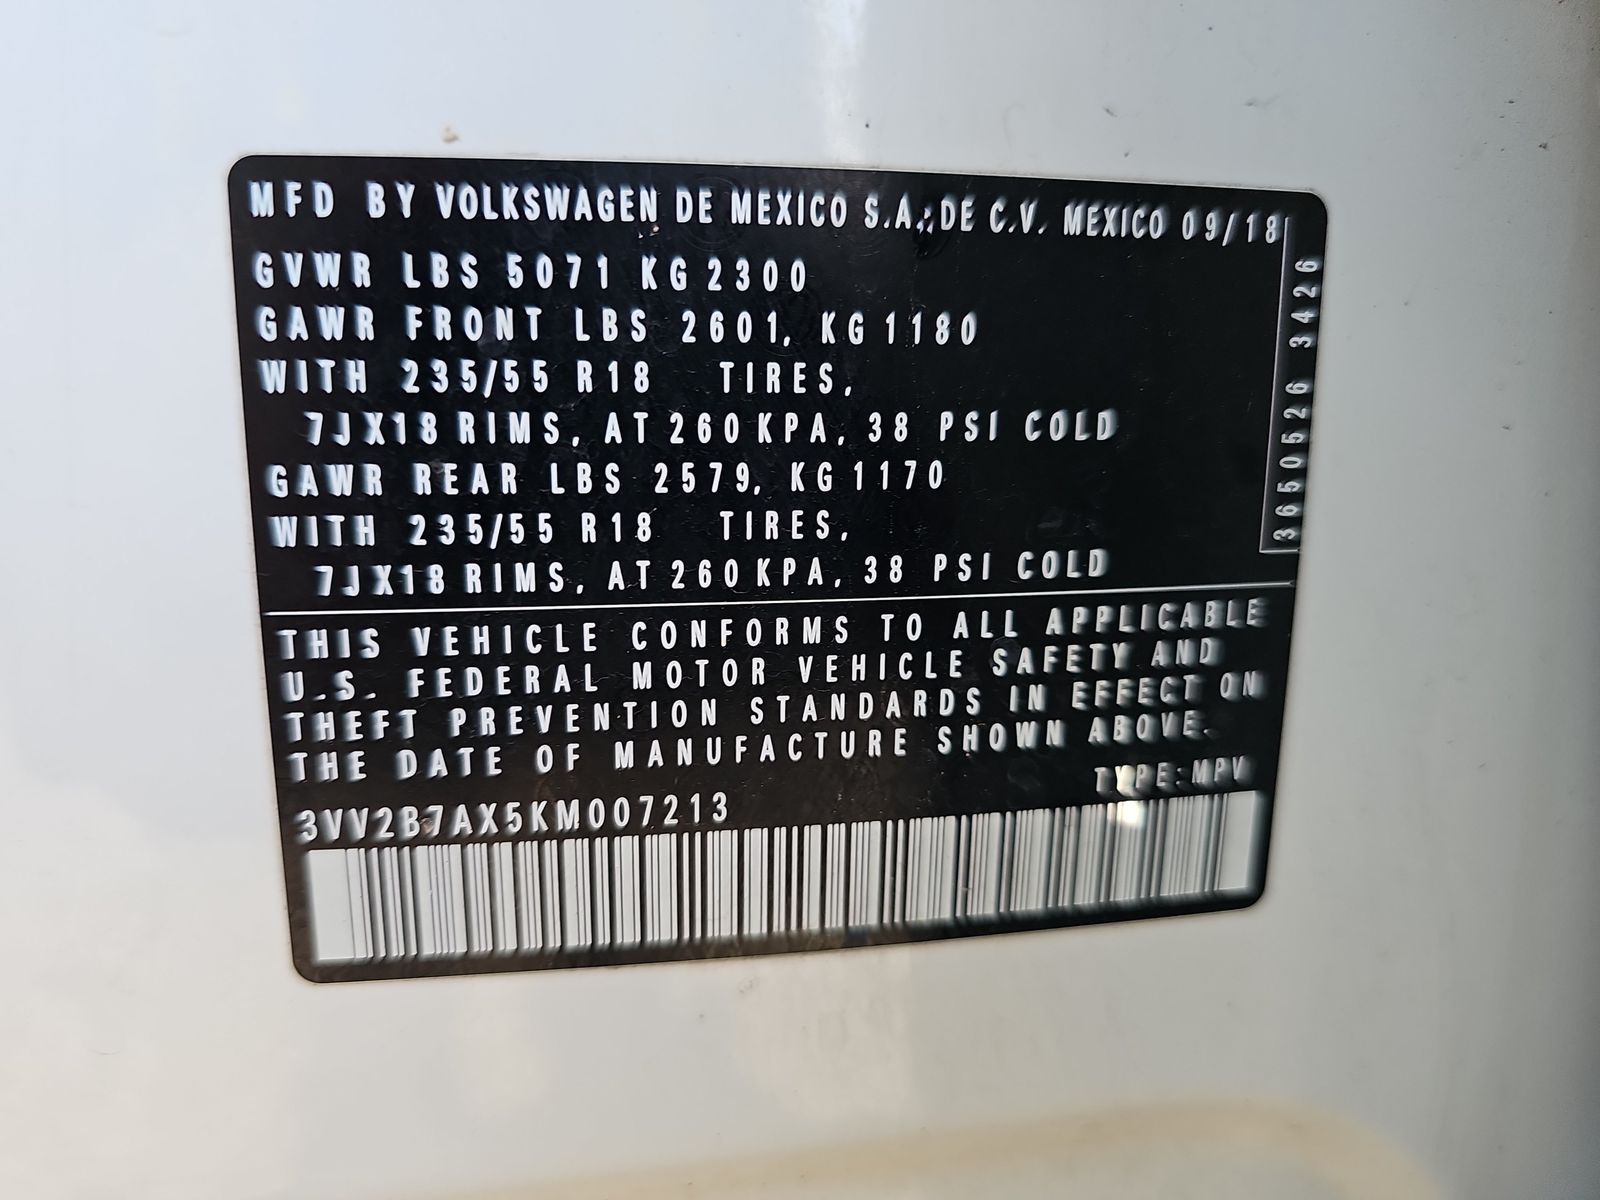 MFD BY VOLKSWAGEN DE MEXICO S.A. DE C.V. MEXICO 09/18
GVWR LBS 5071 KG 2300
GAWR FRONT LBS 2601, KG 1180
WITH 235/55 R18 TIRES,
7JX18 RIMS, AT 260 KPA, 38 PSI COLD
GAWR REAR LBS 2579, KG 1170
WITH 235/55 R18 TIRES,
7JX18 RIMS, AT 260 KPA, 38 PSI COLD
3650526 3426
THIS VEHICLE CONFORMS TO ALL APPLICABLE
U.S. FEDERAL MOTOR VEHICLE SAFETY AND
THEFT PREVENTION STANDARDS IN EFFECT ON
THE DATE OF MANUFACTURE SHOWN ABOVE.
TYPE: MPV
3VV2B7AX5KM007213